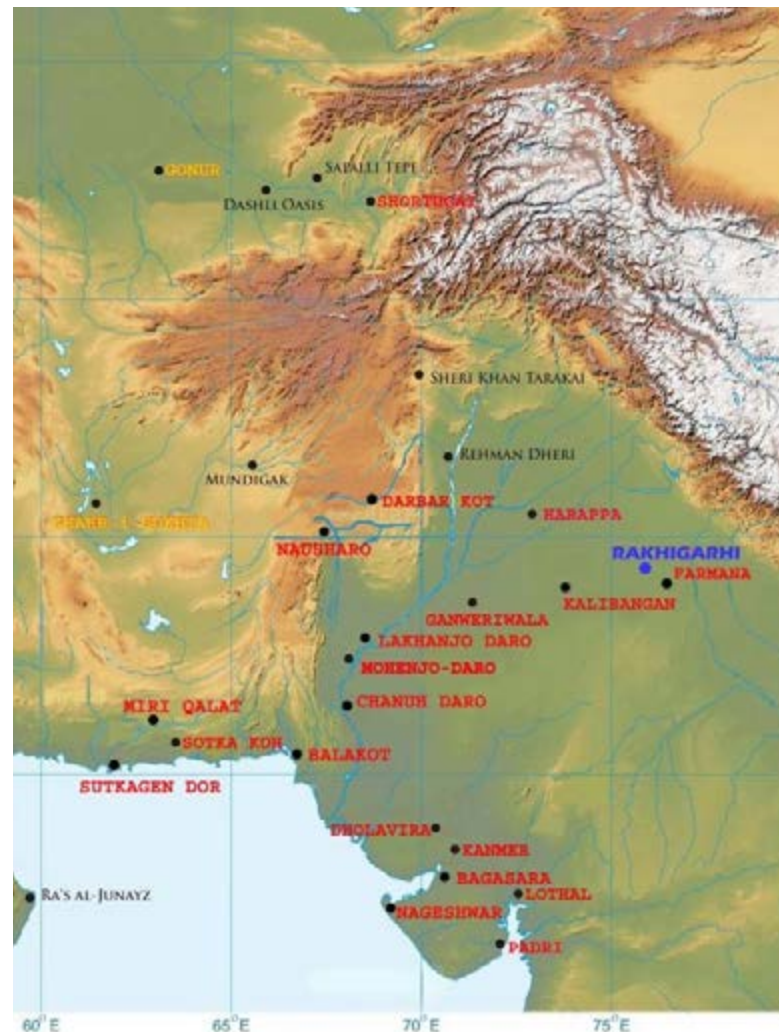 GONUR
SAPALLI TEPE
DASHLI OASIS
SHORTUGAI
SHERI KHAN TARAKAI
REHMAN DHERI
MUNDIGAK
DARBAR KOT
HARAPPA
NAUSHARO
RAKHIGARHI
FARMANA
KALIBANGAN
GANWERIWALA
LAKHANJO DARO
MOHENJO-DARO
CHANUH DARO
MIRI QALAT
SOTKA KOH
BALAKOT
SUTKAGEN DOR
DHOLAVIRA
KANMER
BAGASARA
RA'S AL-JUNAYZ
LOTHAL
NAGESHWAR
PADRI
60°E 65°E 70°E 75°E